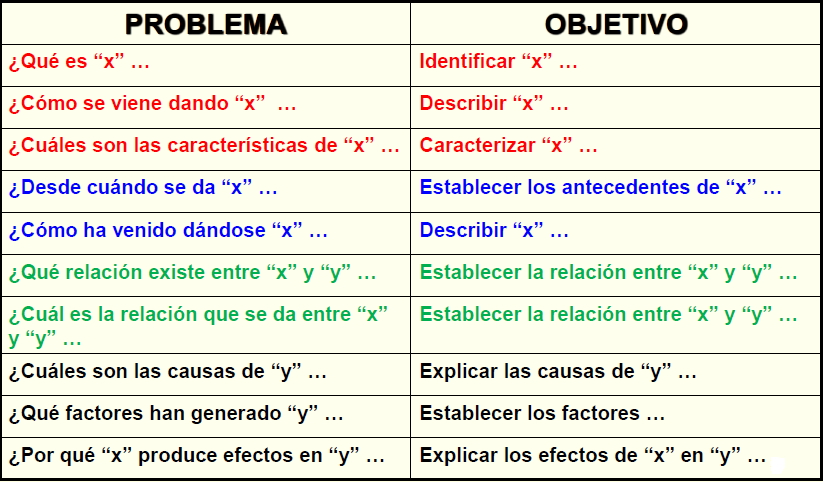 PROBLEMA OBJETIVO
¿Qué es “x” … Identificar “x” …
¿Cómo se viene dando “x” … Describir “x” …
¿Cuáles son las características de “x” … Caracterizar “x” …
¿Desde cuándo se da “x” … Establecer los antecedentes de “x” …
¿Cómo ha venido dándose “x” … Describir “x” …
¿Qué relación existe entre “x” y “y” … Establecer la relación entre “x” y “y” …
¿Cuál es la relación que se da entre “x” Establecer la relación entre “x” y “y” …
y “y” …
¿Cuáles son las causas de “y” … Explicar las causas de “y” …
¿Qué factores han generado “y” … Establecer los factores …
¿Por qué “x” produce efectos en “y” … Explicar los efectos de “x” en “y” …